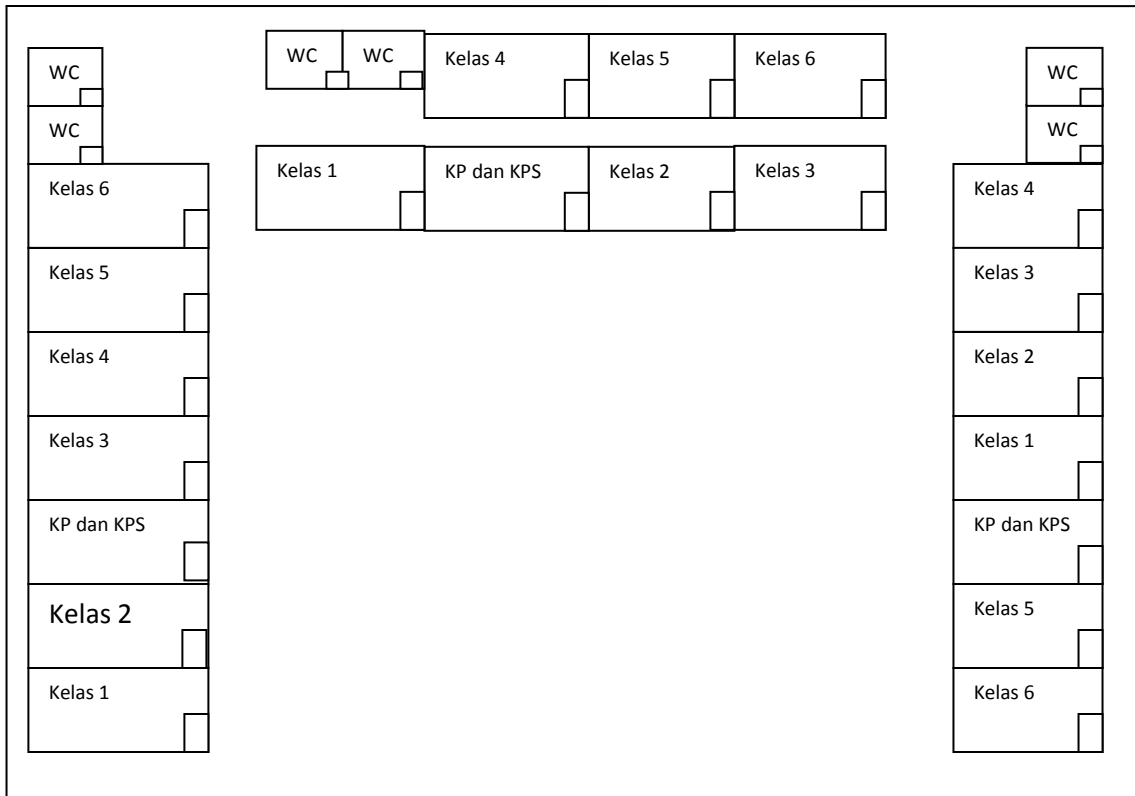 WC
WC
Kelas 6
Kelas 5
Kelas 4
Kelas 3
KP dan KPS
Kelas 2
Kelas 1
WC WC Kelas 4 Kelas 5 Kelas 6
Kelas 1 KP dan KPS Kelas 2 Kelas 3
WC
WC
Kelas 4
Kelas 3
Kelas 2
Kelas 1
KP dan KPS
Kelas 5
Kelas 6